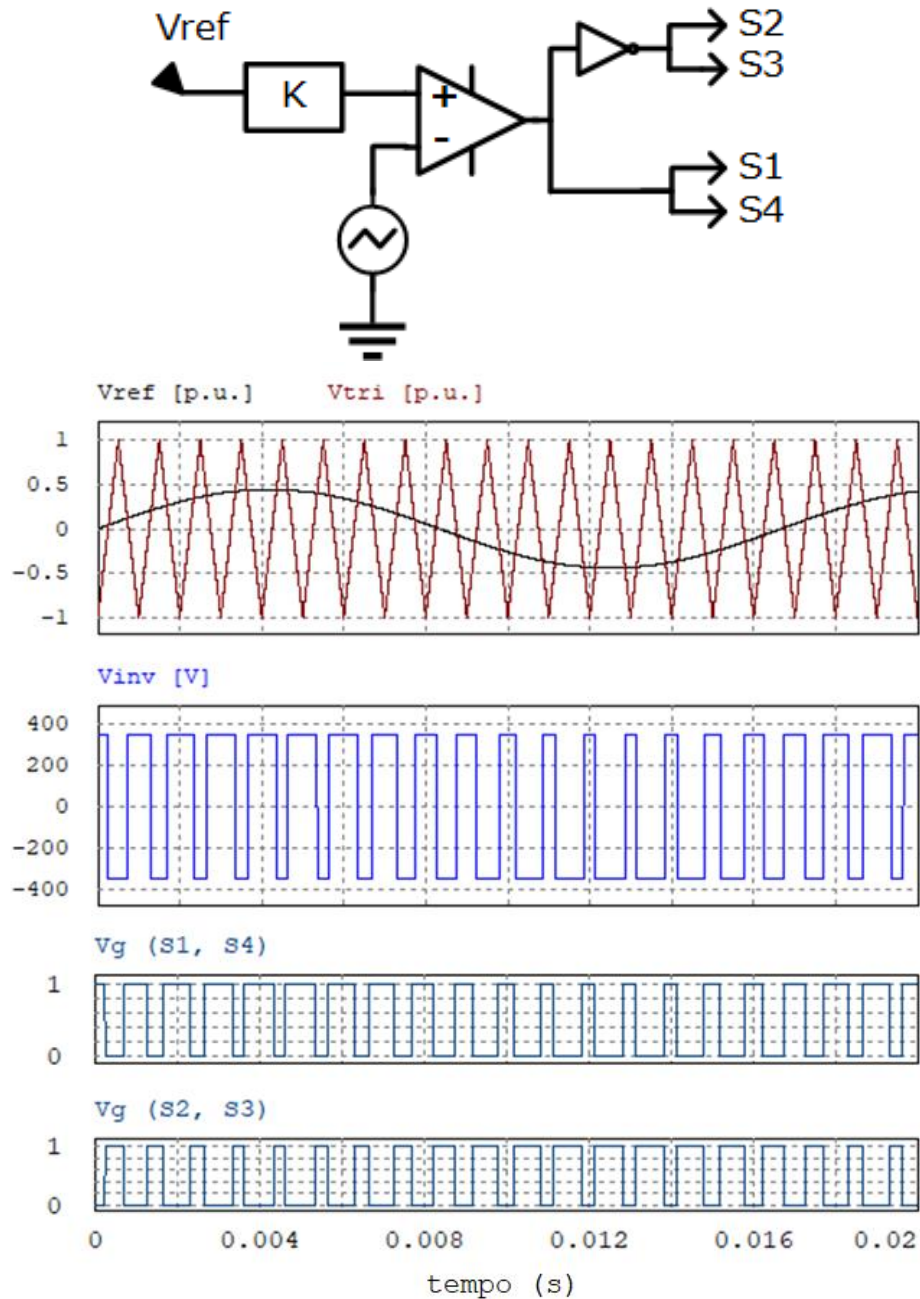 Vref
K
+
-
S2
S3
S1
S4
Vref [p.u.] Vtri [p.u.]
1
0.5
0
-0.5
-1
Vinv [V]
400
200
0
-200
-400
Vg (S1, S4)
1
0
Vg (S2, S3)
1
0
0 0.004 0.008 0.012 0.016 0.02
tempo (s)